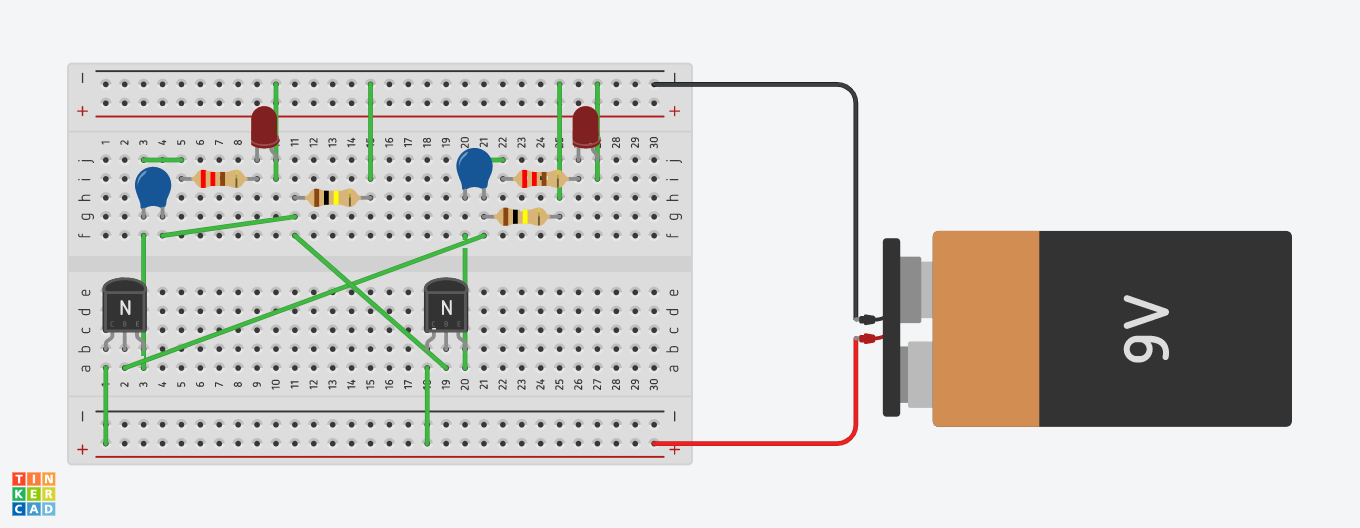 − −
+ +
1 2 3 4 5 6 7 8 9 10 11 12 13 14 15 16 17 18 19 20 21 22 23 24 25 26 27 28 29 30
j j
i i
h h
g g
f f
e e
d d
c c
b b
a a
N N
C B E C B E
1 2 3 4 5 6 7 8 9 10 11 12 13 14 15 16 17 18 19 20 21 22 23 24 25 26 27 28 29 30
− −
+ +
9V
TIN
KER
CAD